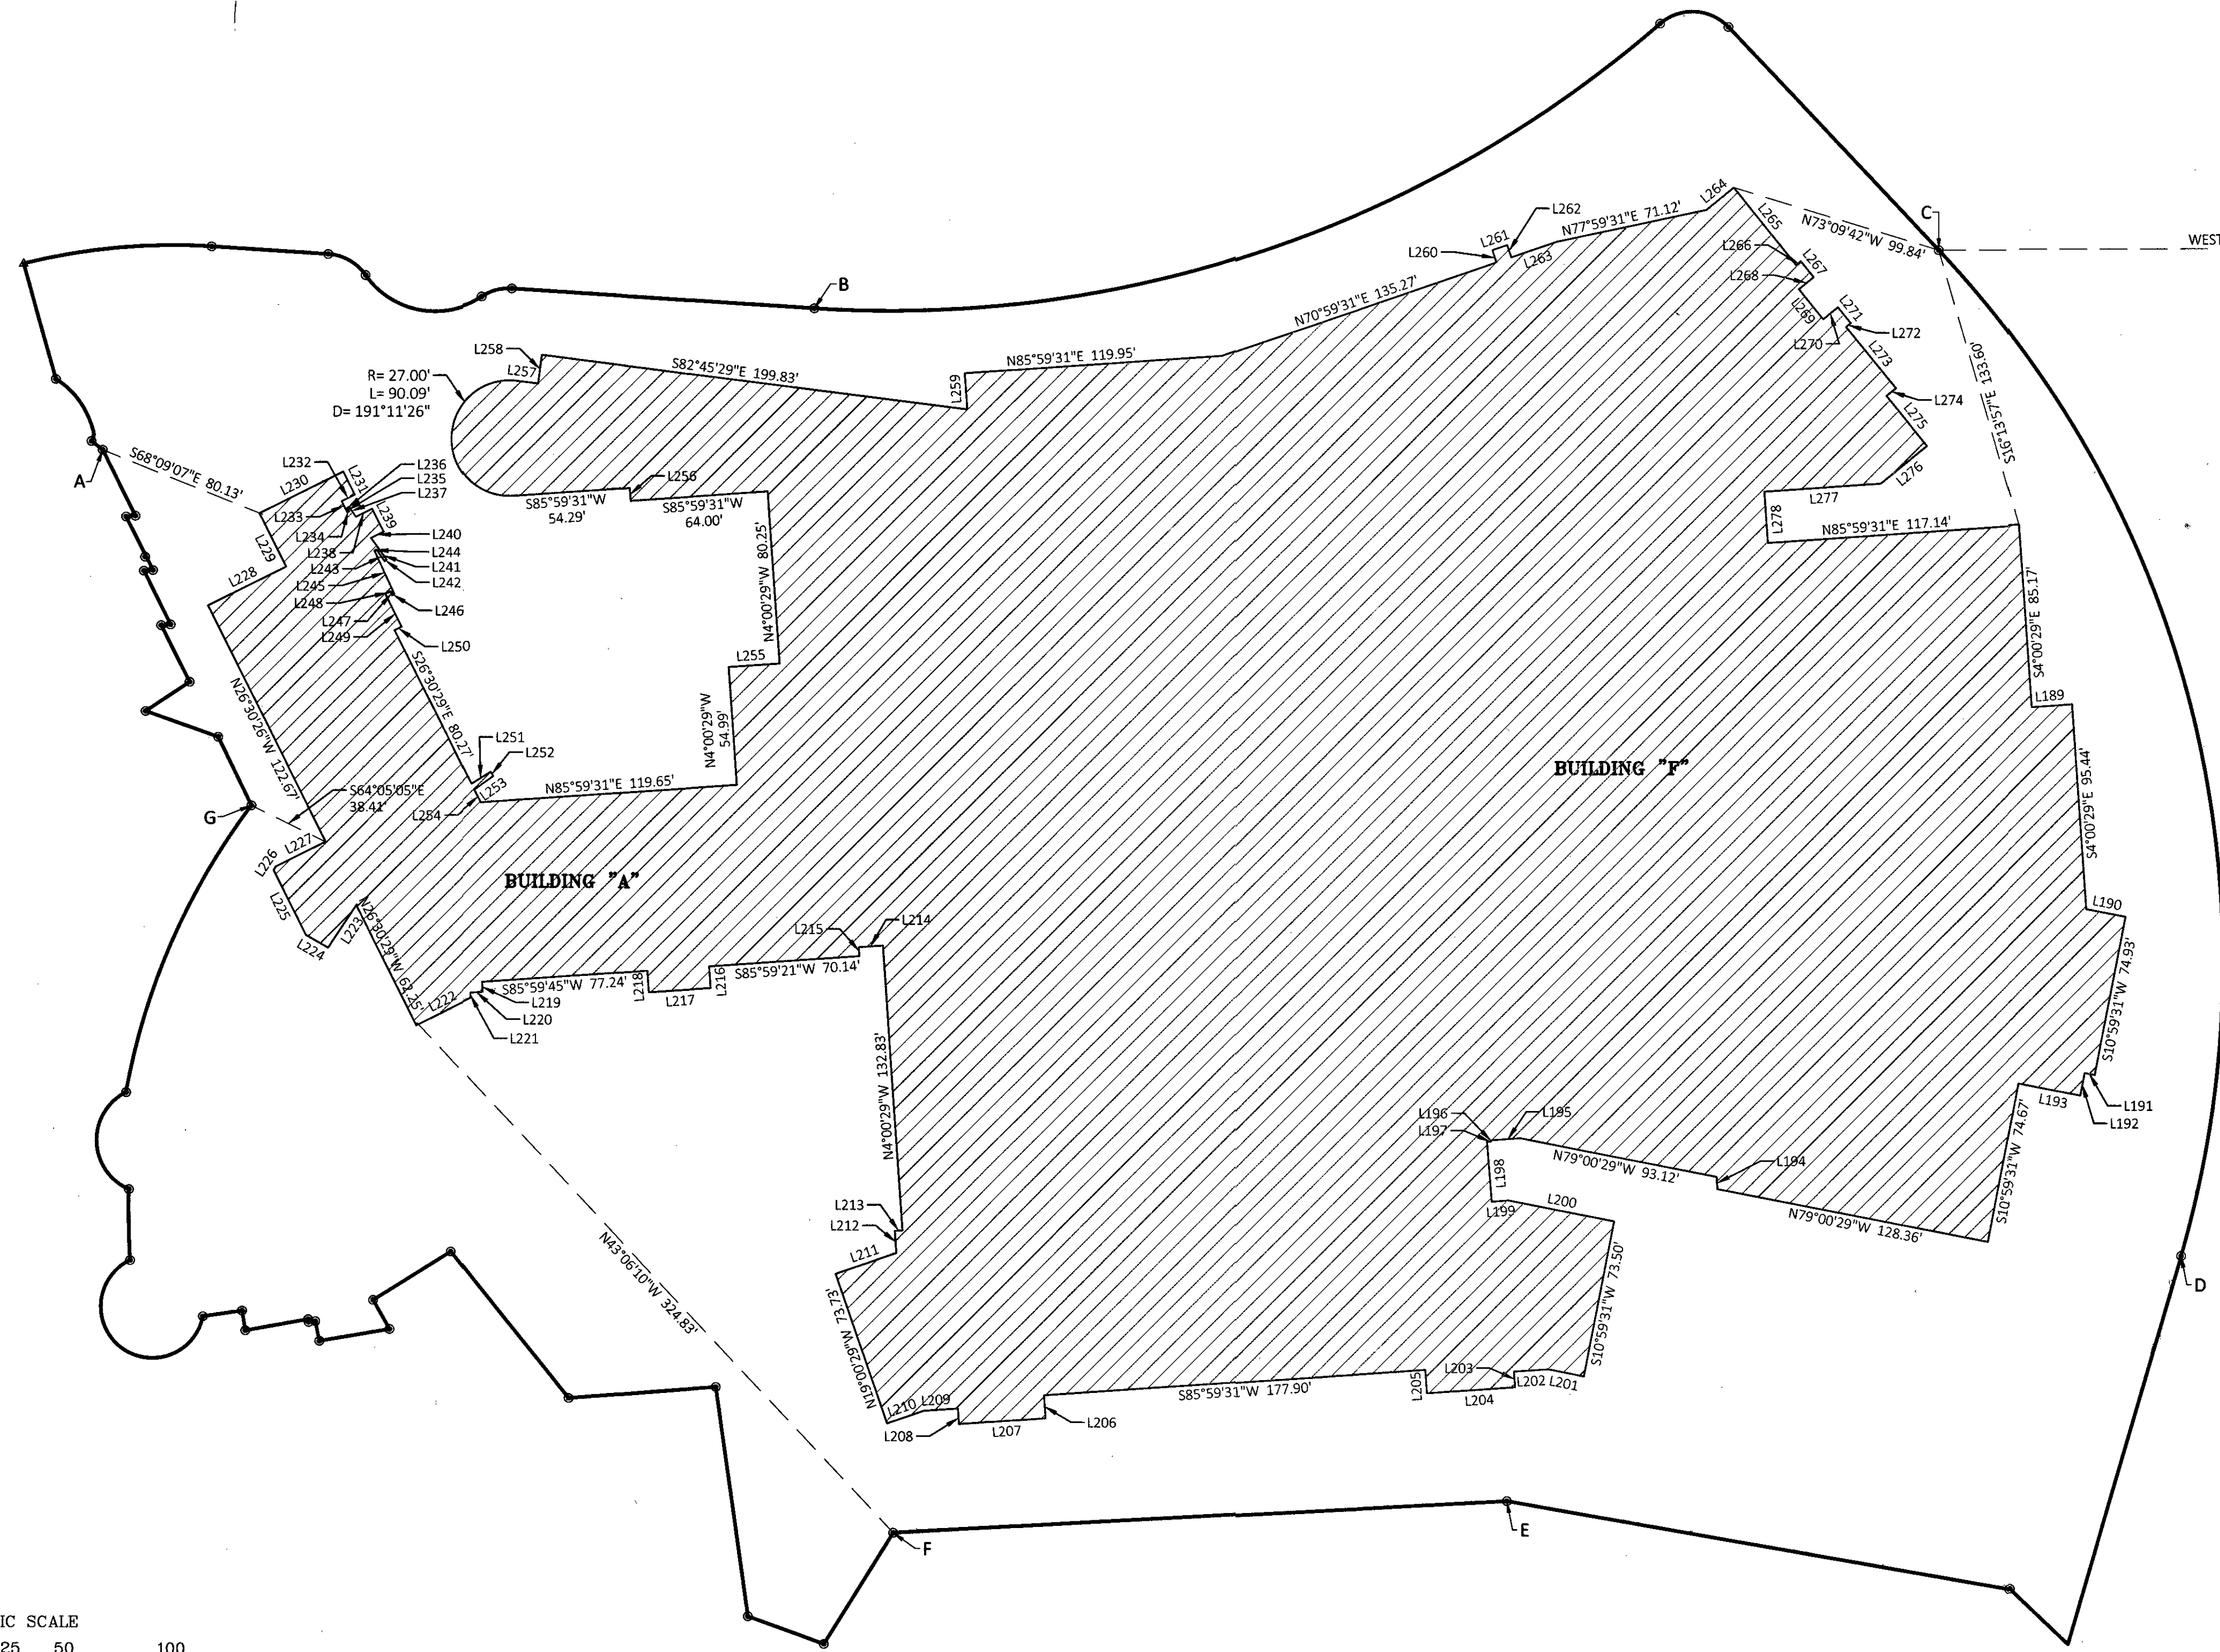 L262
L261
L260
L263
N77°59'31"E 71.12'
L264
L265
N73°09'42"W 99.84'
C
WEST
L266
L267
L268
L269
L271
L270
L272
L273
L274
L275
L276
L277
L278
N85°59'31"E 117.14'
S16°13'57"E 133.60'
B
N70°59'31"E 135.27'
N85°59'31"E 119.95'
L259
S82°45'29"E 199.83'
L258
L257
R= 27.00'
L= 90.09'
D= 191°11'26"
A
S68°09'07"E 80.13'
L230
L232
L231
L236
L235
L237
L233
L234
L239
L238
L240
L244
L243
L241
L242
L245
L248
L246
L247
L249
L250
L229
L228
L256
S85°59'31"W
54.29'
S85°59'31"W
64.00'
N4°00'29"W 80.25'
L255
N4°00'29"W
54.99'
S26°30'29"E 80.27'
L251
L252
L253
L254
N85°59'31"E 119.65'
N26°30'26"W 122.67'
S64°05'05"E
38.41'
G
L227
L226
L225
L224
L223
N26°30'29"W 62.25'
BUILDING "A"
BUILDING "F"
S4°00'29"E 85.17'
L189
S4°00'29"E 95.44'
L190
S10°59'31"W 74.93'
L191
L192
L193
S10°59'31"W 74.67'
L214
L215
S85°59'21"W 70.14'
L216
L217
L218
S85°59'45"W 77.24'
L219
L220
L221
L222
N4°00'29"W 132.83'
L213
L212
L211
N19°00'29"W 73.73'
L210
L209
L208
L207
L206
S85°59'31"W 177.90'
L205
L204
L203
L202
L201
S10°59'31"W 73.50'
L200
L199
L198
L197
L196
L195
N79°00'29"W 93.12'
L194
N79°00'29"W 128.36'
D
N43°06'10"W 324.83'
E
F
IC SCALE
25 50 100